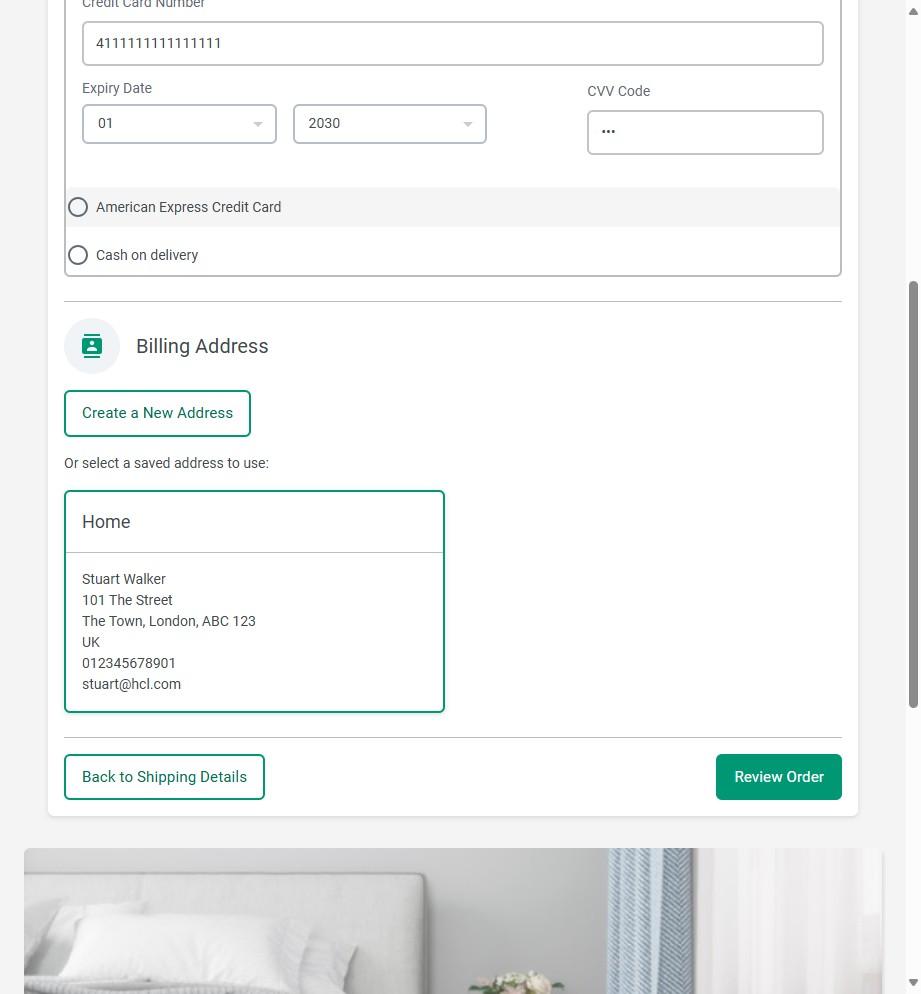 Credit Card Number
4111111111111111
Expiry Date
CVV Code
01
2030
•••
American Express Credit Card
Cash on delivery
Billing Address
Create a New Address
Or select a saved address to use:
Home
Stuart Walker
101 The Street
The Town, London, ABC 123
UK
012345678901
stuart@hcl.com
Back to Shipping Details
Review Order